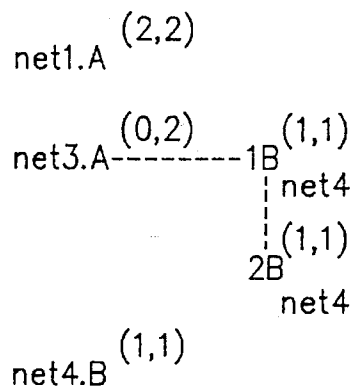 net1.A (2,2)
net3.A (0,2) 1B (1,1)
net4
2B (1,1)
net4
net4.B (1,1)